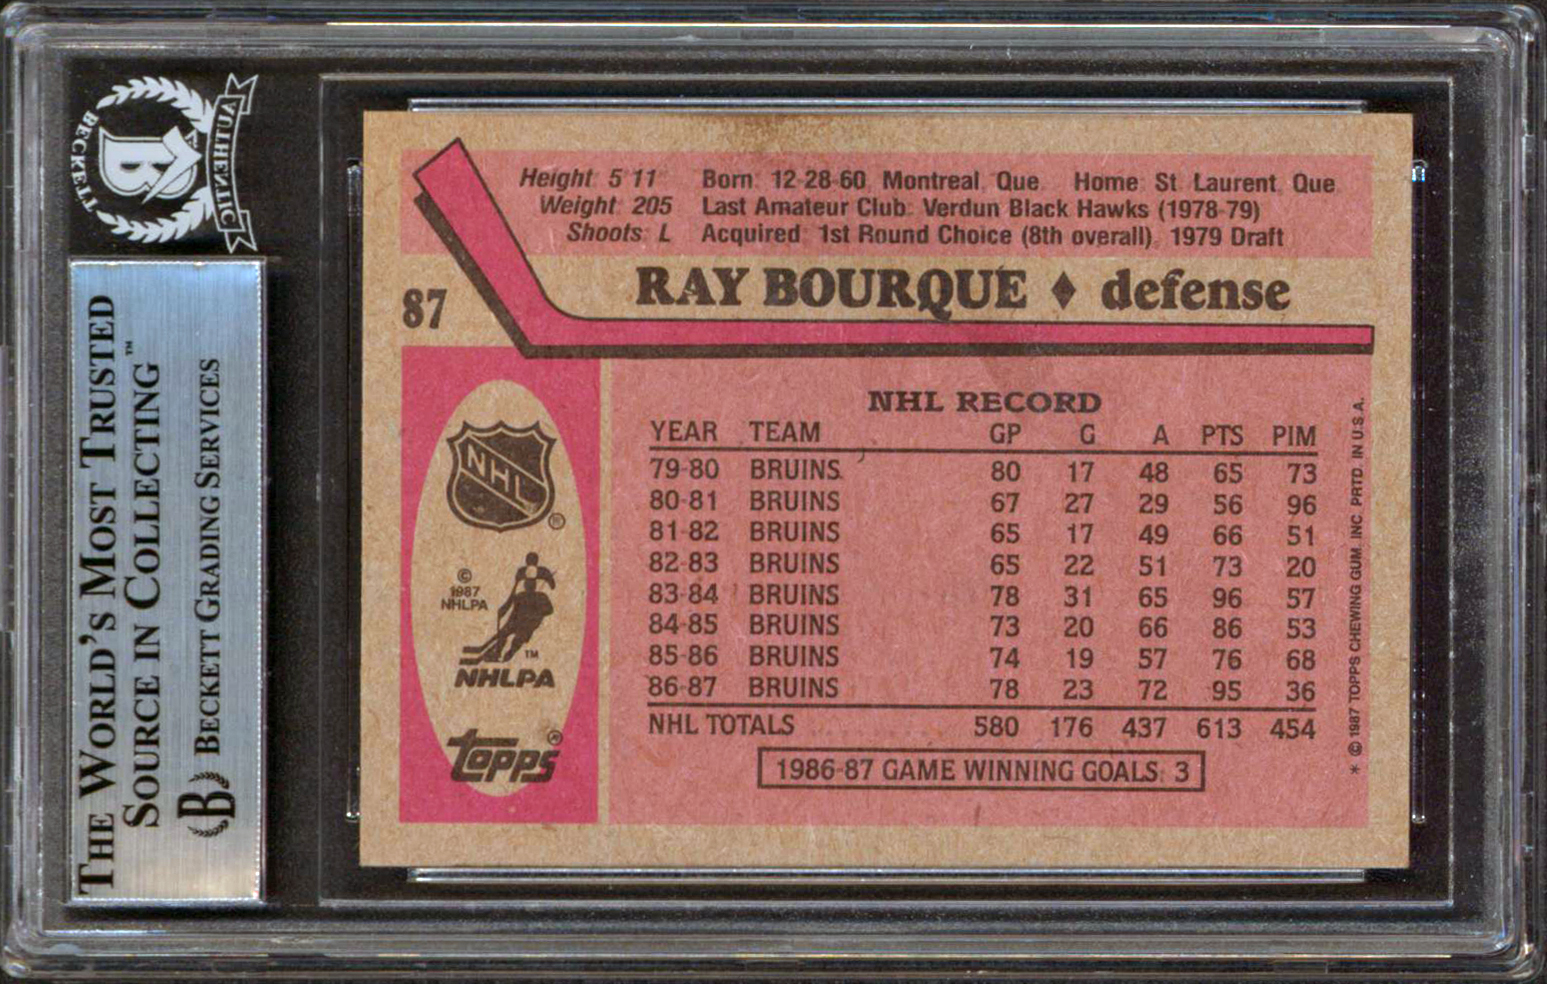 BECKETT
AUTHENTIC
B
THE WORLD'S MOST TRUSTED
SOURCE IN COLLECTING™
B BECKETT GRADING SERVICES
Height 5 11 Born 12-28-60 Montreal Que Home St Laurent Que
Weight 205 Last Amateur Club Verdun Black Hawks (1978-79)
Shoots L Acquired 1st Round Choice (8th overall) 1979 Draft
87
RAY BOURQUE ♦ defense
NHL RECORD
YEAR TEAM GP G A PTS PIM
79-80 BRUINS 80 17 48 65 73
80-81 BRUINS 67 27 29 56 96
81-82 BRUINS 65 17 49 66 51
82-83 BRUINS 65 22 51 73 20
83-84 BRUINS 78 31 65 96 57
84-85 BRUINS 73 20 66 86 53
85-86 BRUINS 74 19 57 76 68
86-87 BRUINS 78 23 72 95 36
NHL TOTALS 580 176 437 613 454
1986-87 GAME WINNING GOALS: 3
NHL ®
©
1987
NHLPA
TM
NHLPA
topps®
* © 1987 TOPPS CHEWING GUM, INC PRTD. IN U.S.A.